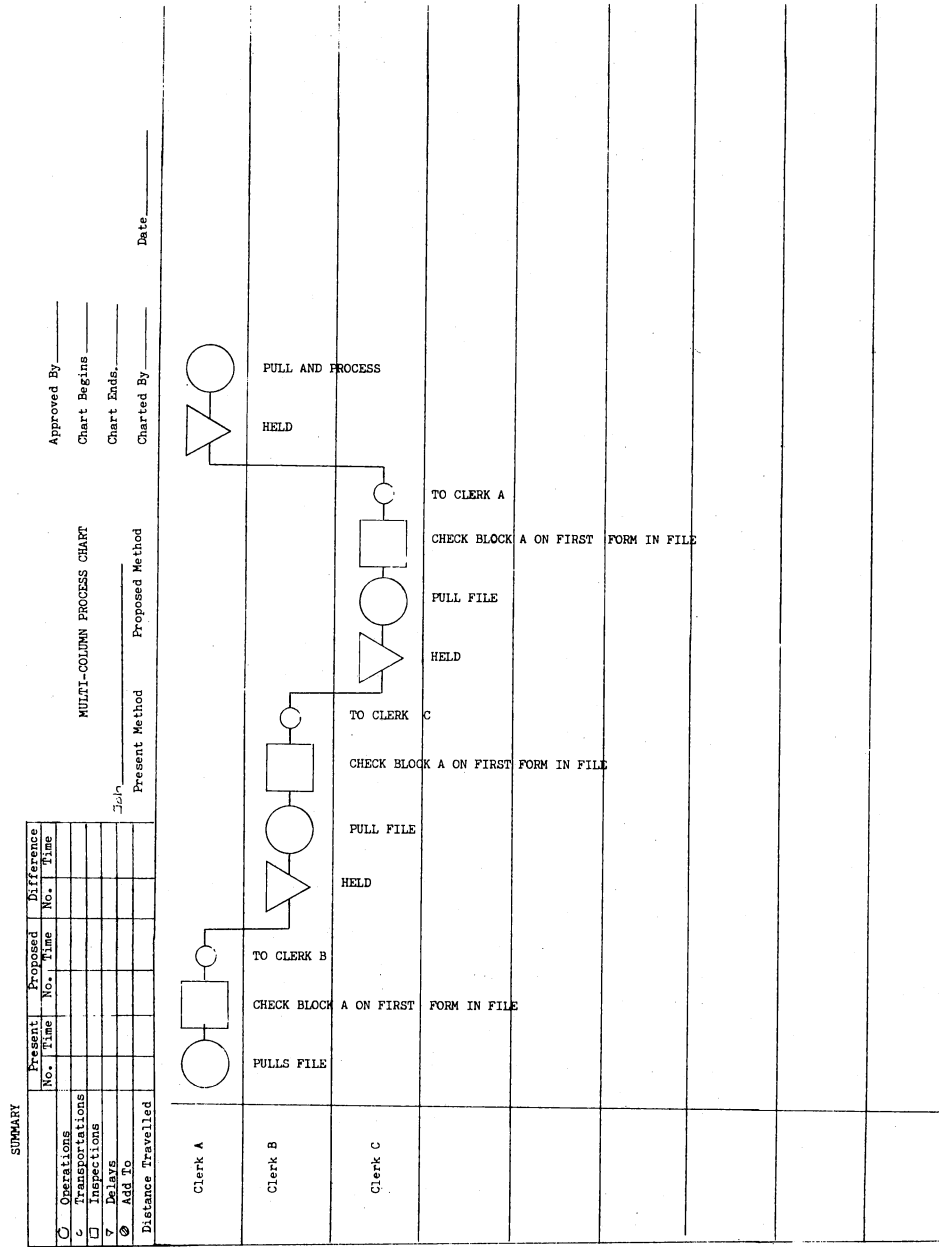 SUMMARY
Present Proposed Difference
No. Time No. Time No. Time
Operations
Transportations
Inspections
Delays
Add To
Distance Travelled
MULTI-COLUMN PROCESS CHART
Job
Present Method Proposed Method
Approved By
Chart Begins
Chart Ends.
Charted By Date
Clerk A
PULLS FILE
CHECK BLOCK A ON FIRST FORM IN FILE
TO CLERK B
HELD
PULL AND PROCESS
Clerk B
HELD
PULL FILE
CHECK BLOCK A ON FIRST FORM IN FILE
TO CLERK C
Clerk C
HELD
PULL FILE
CHECK BLOCK A ON FIRST FORM IN FILE
TO CLERK A